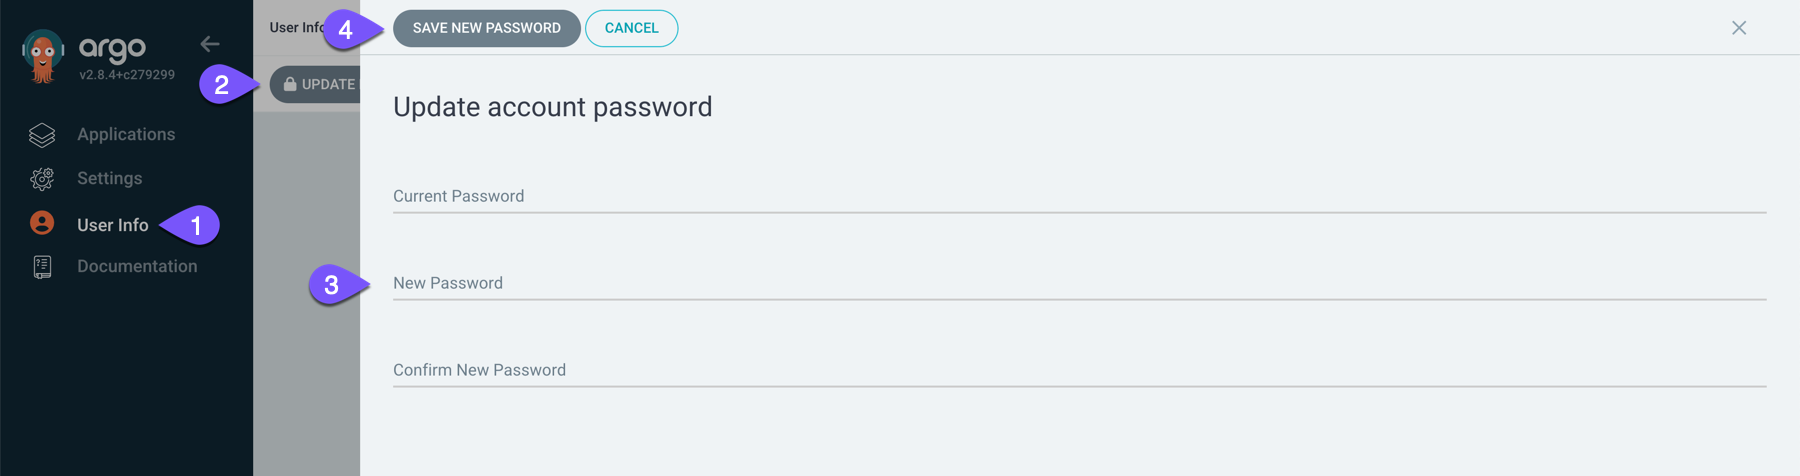 argo
v2.8.4+c279299
Applications
Settings
User Info
1
Documentation
User Info
2
UPDATE
4
SAVE NEW PASSWORD
CANCEL
Update account password
Current Password
3
New Password
Confirm New Password